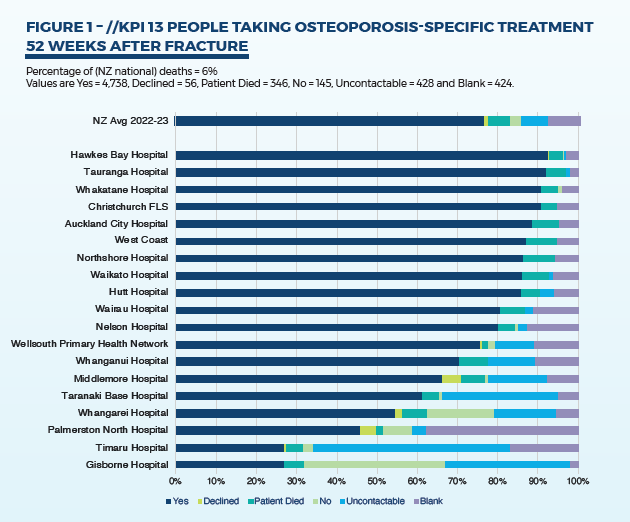 FIGURE 1 – //KPI 13 PEOPLE TAKING OSTEOPOROSIS-SPECIFIC TREATMENT
52 WEEKS AFTER FRACTURE
Percentage of (NZ national) deaths = 6%
Values are Yes = 4,738, Declined = 56, Patient Died = 346, No = 145, Uncontactable = 428 and Blank = 424.
NZ Avg 2022-23
Hawkes Bay Hospital
Tauranga Hospital
Whakatane Hospital
Christchurch FLS
Auckland City Hospital
West Coast
Northshore Hospital
Waikato Hospital
Hutt Hospital
Wairau Hospital
Nelson Hospital
Wellsouth Primary Health Network
Whanganui Hospital
Middlemore Hospital
Taranaki Base Hospital
Whangarei Hospital
Palmerston North Hospital
Timaru Hospital
Gisborne Hospital
0% 10% 20% 30% 40% 50% 60% 70% 80% 90% 100%
Yes Declined Patient Died No Uncontactable Blank